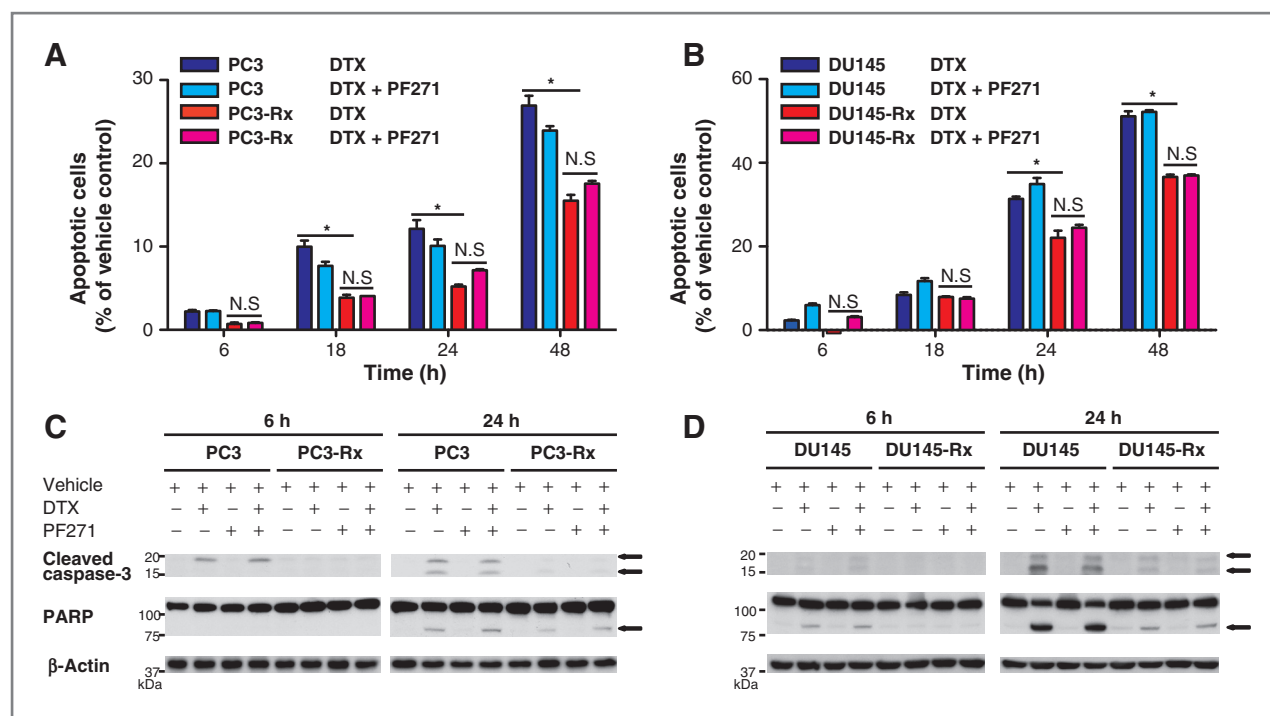 A
PC3 DTX
PC3 DTX + PF271
PC3-Rx DTX
PC3-Rx DTX + PF271
Apoptotic cells
(% of vehicle control)
30
20
10
0
N.S
* N.S
* N.S
* N.S
6 18 24 48
Time (h)
B
DU145 DTX
DU145 DTX + PF271
DU145-Rx DTX
DU145-Rx DTX + PF271
Apoptotic cells
(% of vehicle control)
60
40
20
0
N.S
N.S
* N.S
* N.S
6 18 24 48
Time (h)
C
6 h 24 h
PC3 PC3-Rx PC3 PC3-Rx
Vehicle + + + + + + + + + + + + + + + +
DTX – + – + – + – + – + – + – + – +
PF271 – – + + – – + + – – + + – – + +
Cleaved
caspase-3
20
15
PARP
100
75
β-Actin
37
kDa
D
6 h 24 h
DU145 DU145-Rx DU145 DU145-Rx
+ + + + + + + + + + + + + + + +
– + – + – + – + – + – + – + – +
– – + + – – + + – – + + – – + +
20
15
100
75
37
kDa